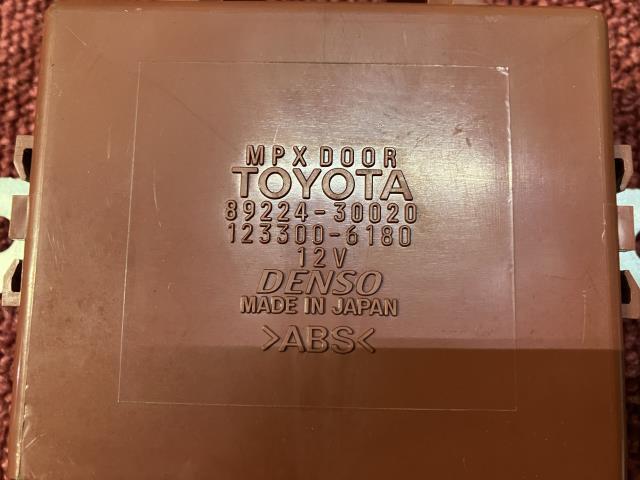 MPX DOOR
TOYOTA
89224-30020
123300-6180
12V
DENSO
MADE IN JAPAN
>ABS<